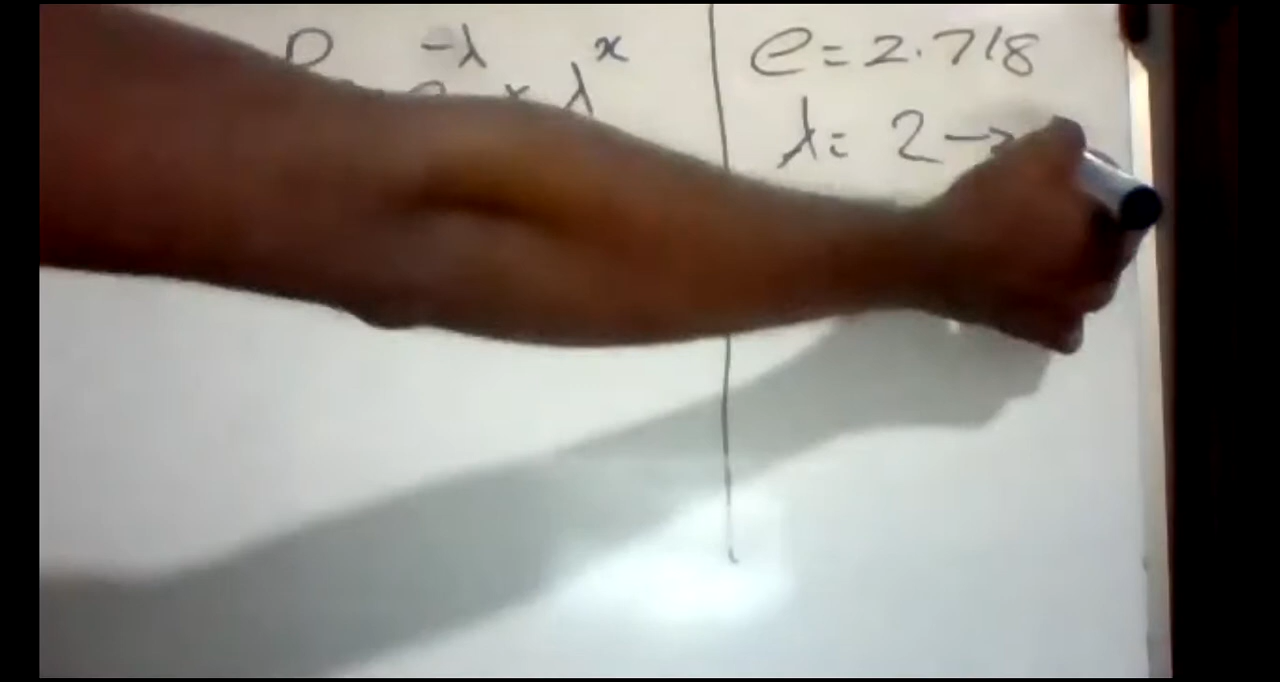 P -λ x
e × λ
e = 2.718
λ = 2 →